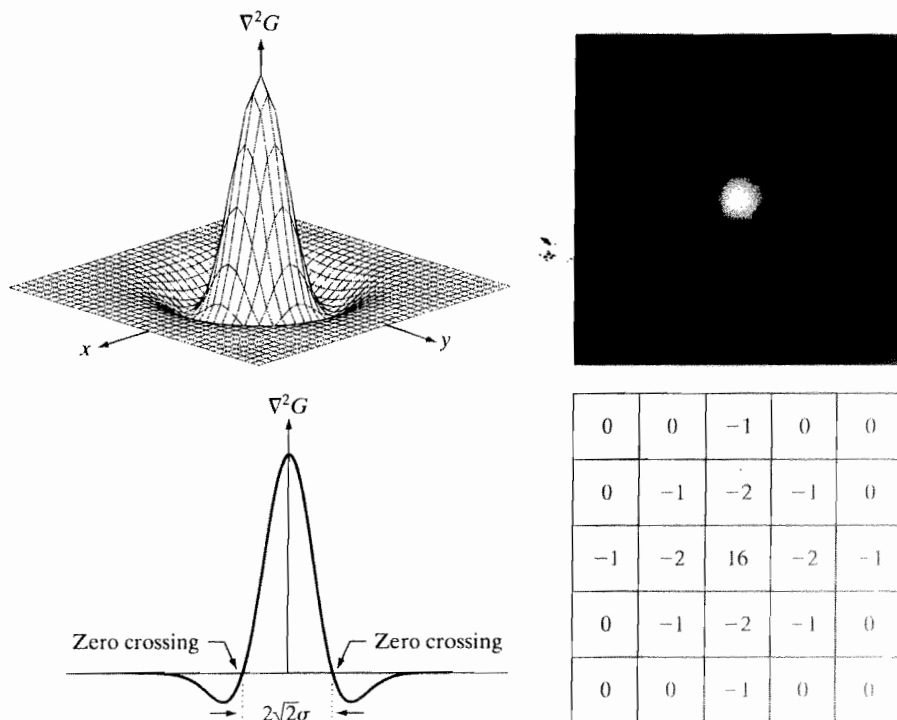 ∇²G
x
y
∇²G
Zero crossing
Zero crossing
2√2σ
0 0 −1 0 0
0 −1 −2 −1 0
−1 −2 16 −2 −1
0 −1 −2 −1 0
0 0 −1 0 0